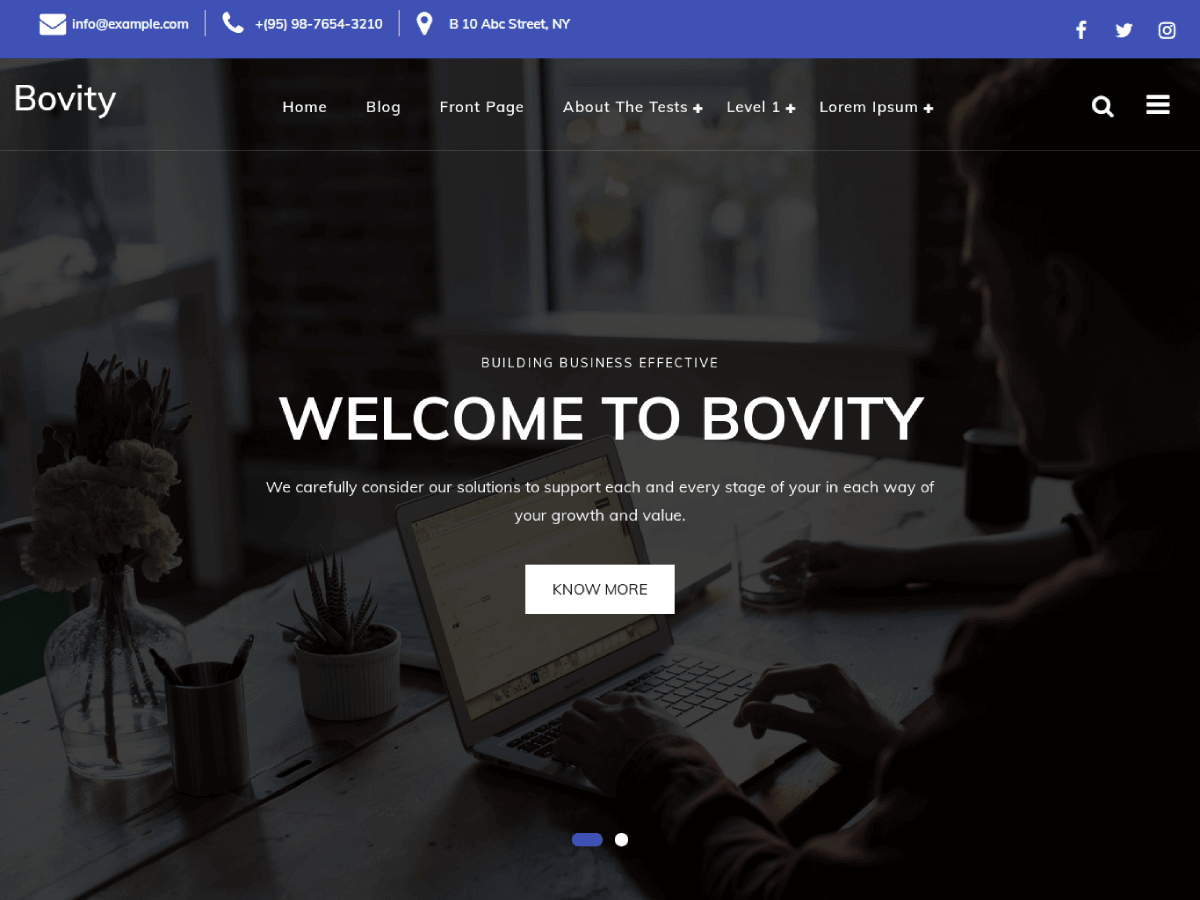 info@example.com
+(95) 98-7654-3210
B 10 Abc Street, NY
Bovity
Home
Blog
Front Page
About The Tests
Level 1
Lorem Ipsum
BUILDING BUSINESS EFFECTIVE
WELCOME TO BOVITY
We carefully consider our solutions to support each and every stage of your in each way of
your growth and value.
KNOW MORE